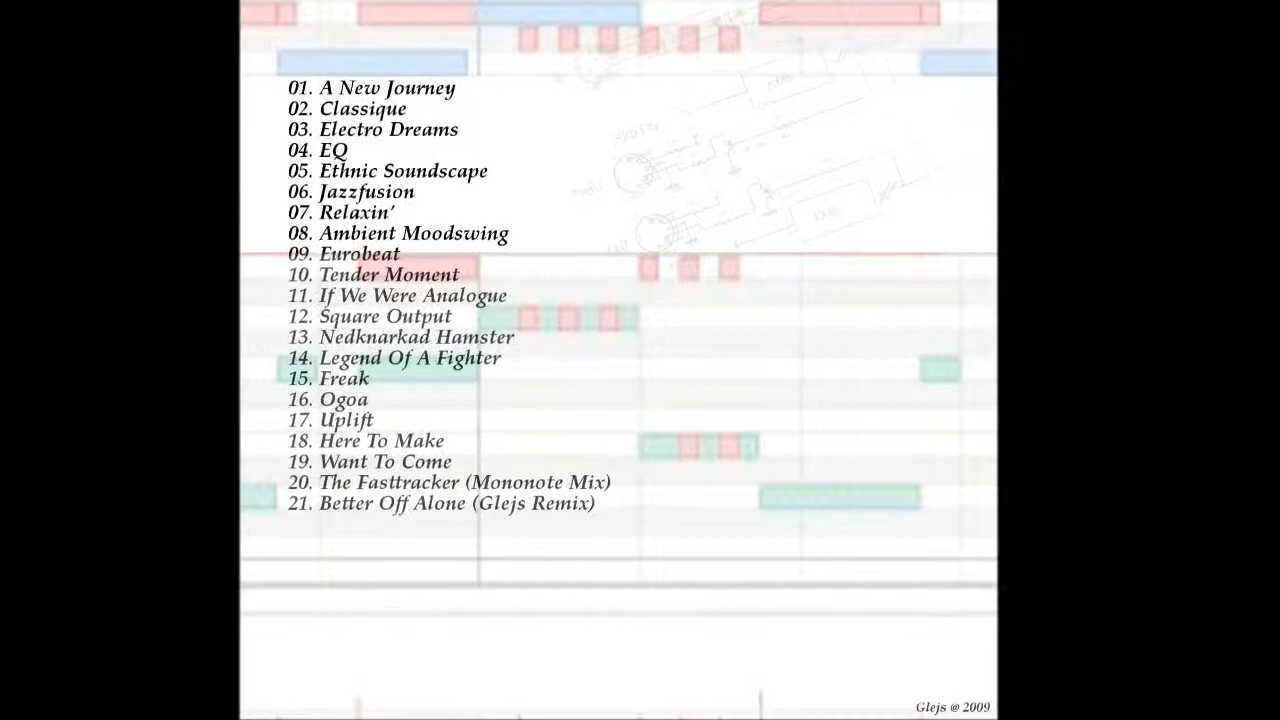 01. A New Journey
02. Classique
03. Electro Dreams
04. EQ
05. Ethnic Soundscape
06. Jazzfusion
07. Relaxin'
08. Ambient Moodswing
09. Eurobeat
10. Tender Moment
11. If We Were Analogue
12. Square Output
13. Nedknarkad Hamster
14. Legend Of A Fighter
15. Freak
16. Ogoa
17. Uplift
18. Here To Make
19. Want To Come
20. The Fasttracker (Mononote Mix)
21. Better Off Alone (Glejs Remix)
Glejs @ 2009